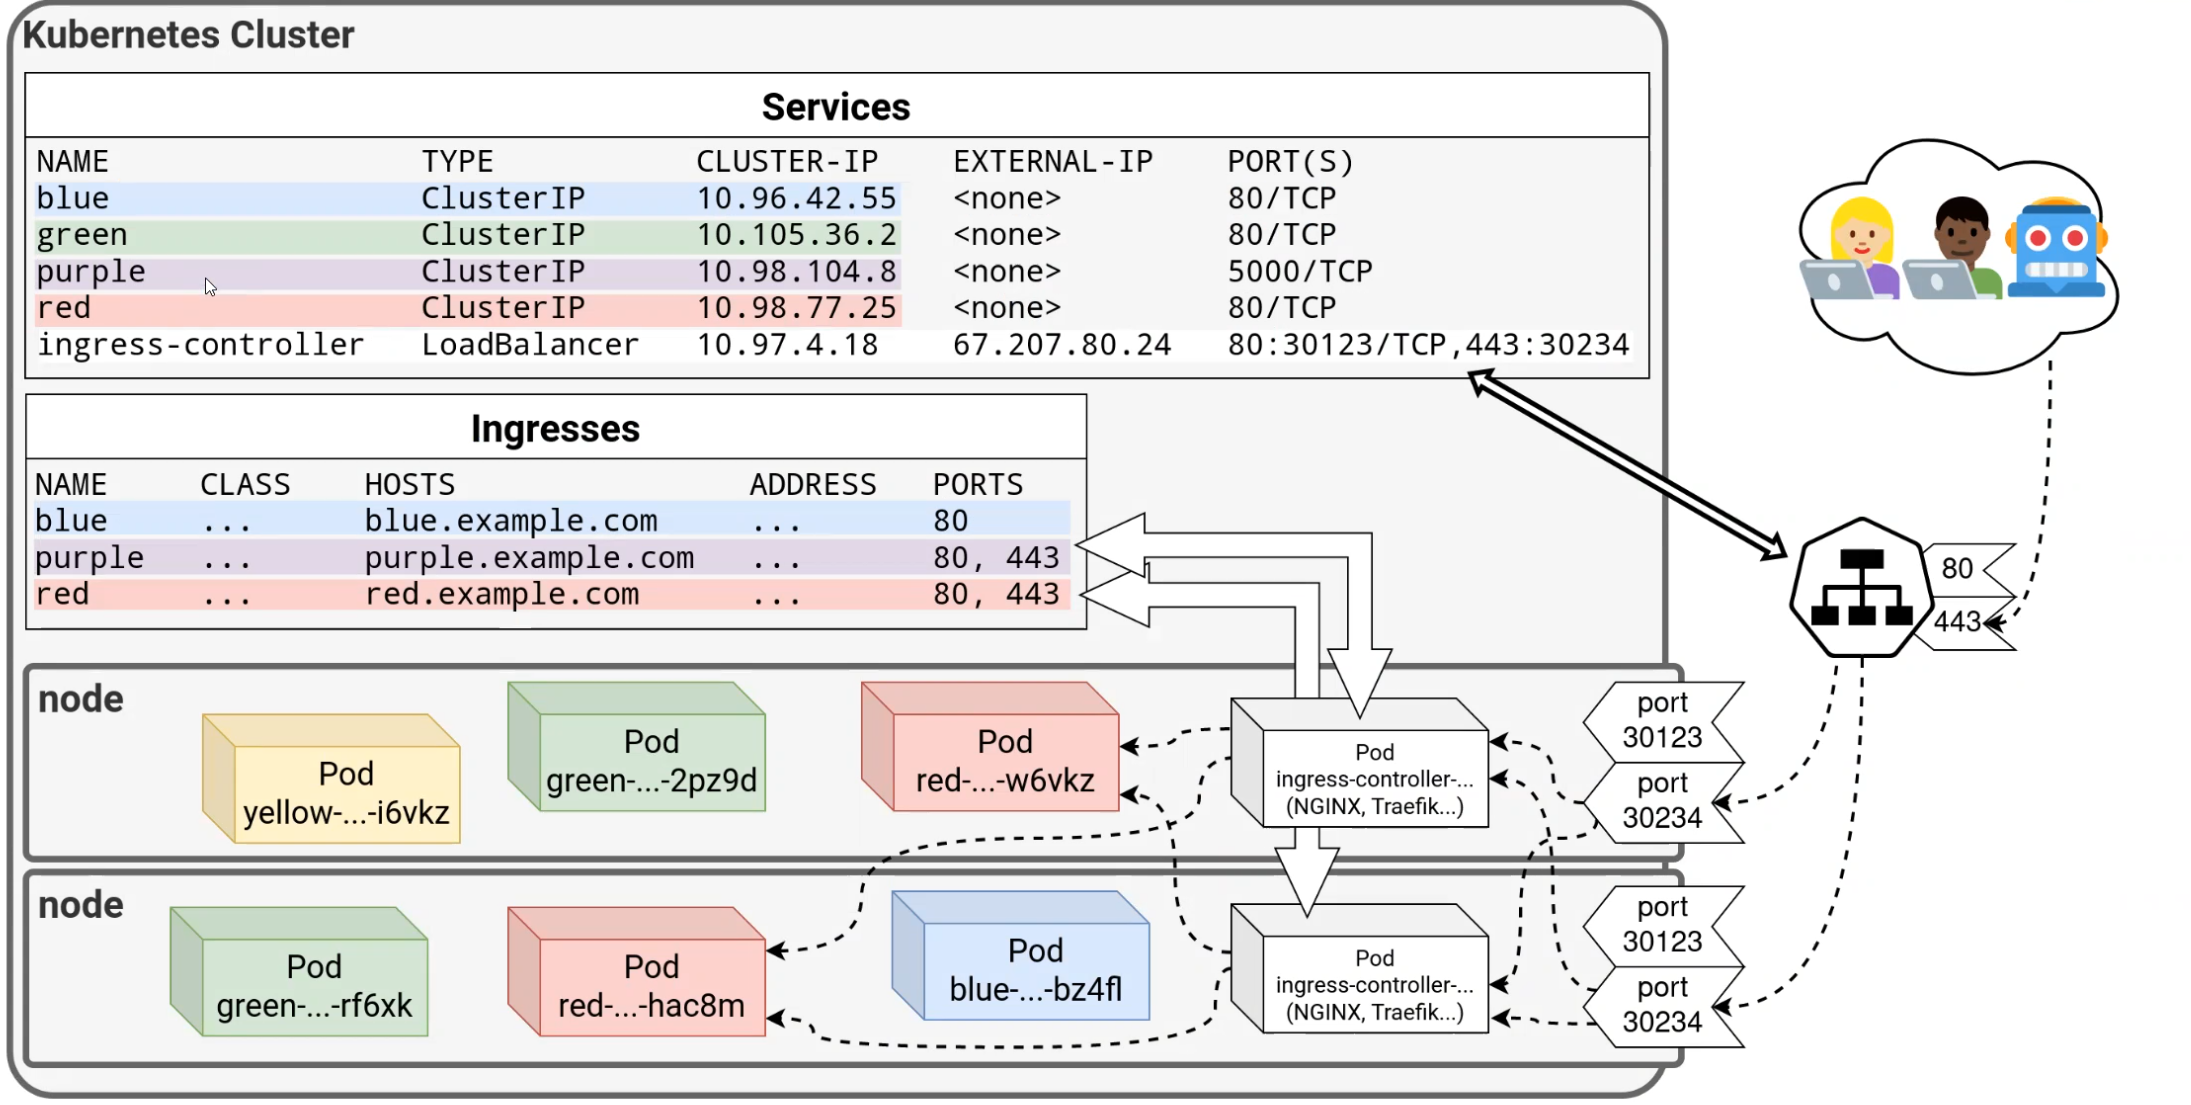 Kubernetes Cluster
Services
NAME TYPE CLUSTER-IP EXTERNAL-IP PORT(S)
blue ClusterIP 10.96.42.55 <none> 80/TCP
green ClusterIP 10.105.36.2 <none> 80/TCP
purple ClusterIP 10.98.104.8 <none> 5000/TCP
red ClusterIP 10.98.77.25 <none> 80/TCP
ingress-controller LoadBalancer 10.97.4.18 67.207.80.24 80:30123/TCP,443:30234
Ingresses
NAME CLASS HOSTS ADDRESS PORTS
blue ... blue.example.com ... 80
purple ... purple.example.com ... 80, 443
red ... red.example.com ... 80, 443
80
443
node
Pod
yellow-...-i6vkz
Pod
green-...-2pz9d
Pod
red-...-w6vkz
Pod
ingress-controller-...
(NGINX, Traefik...)
port
30123
port
30234
node
Pod
green-...-rf6xk
Pod
red-...-hac8m
Pod
blue-...-bz4fl
Pod
ingress-controller-...
(NGINX, Traefik...)
port
30123
port
30234